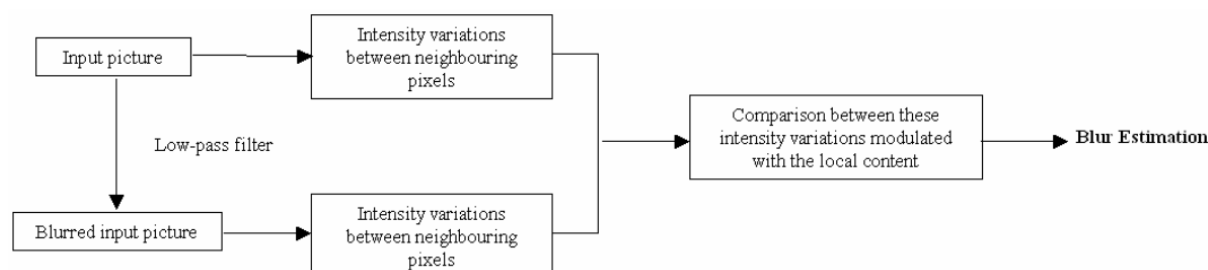 Input picture
Intensity variations
between neighbouring
pixels
Low-pass filter
Comparison between these
intensity variations modulated
with the local content
Blur Estimation
Blurred input picture
Intensity variations
between neighbouring
pixels